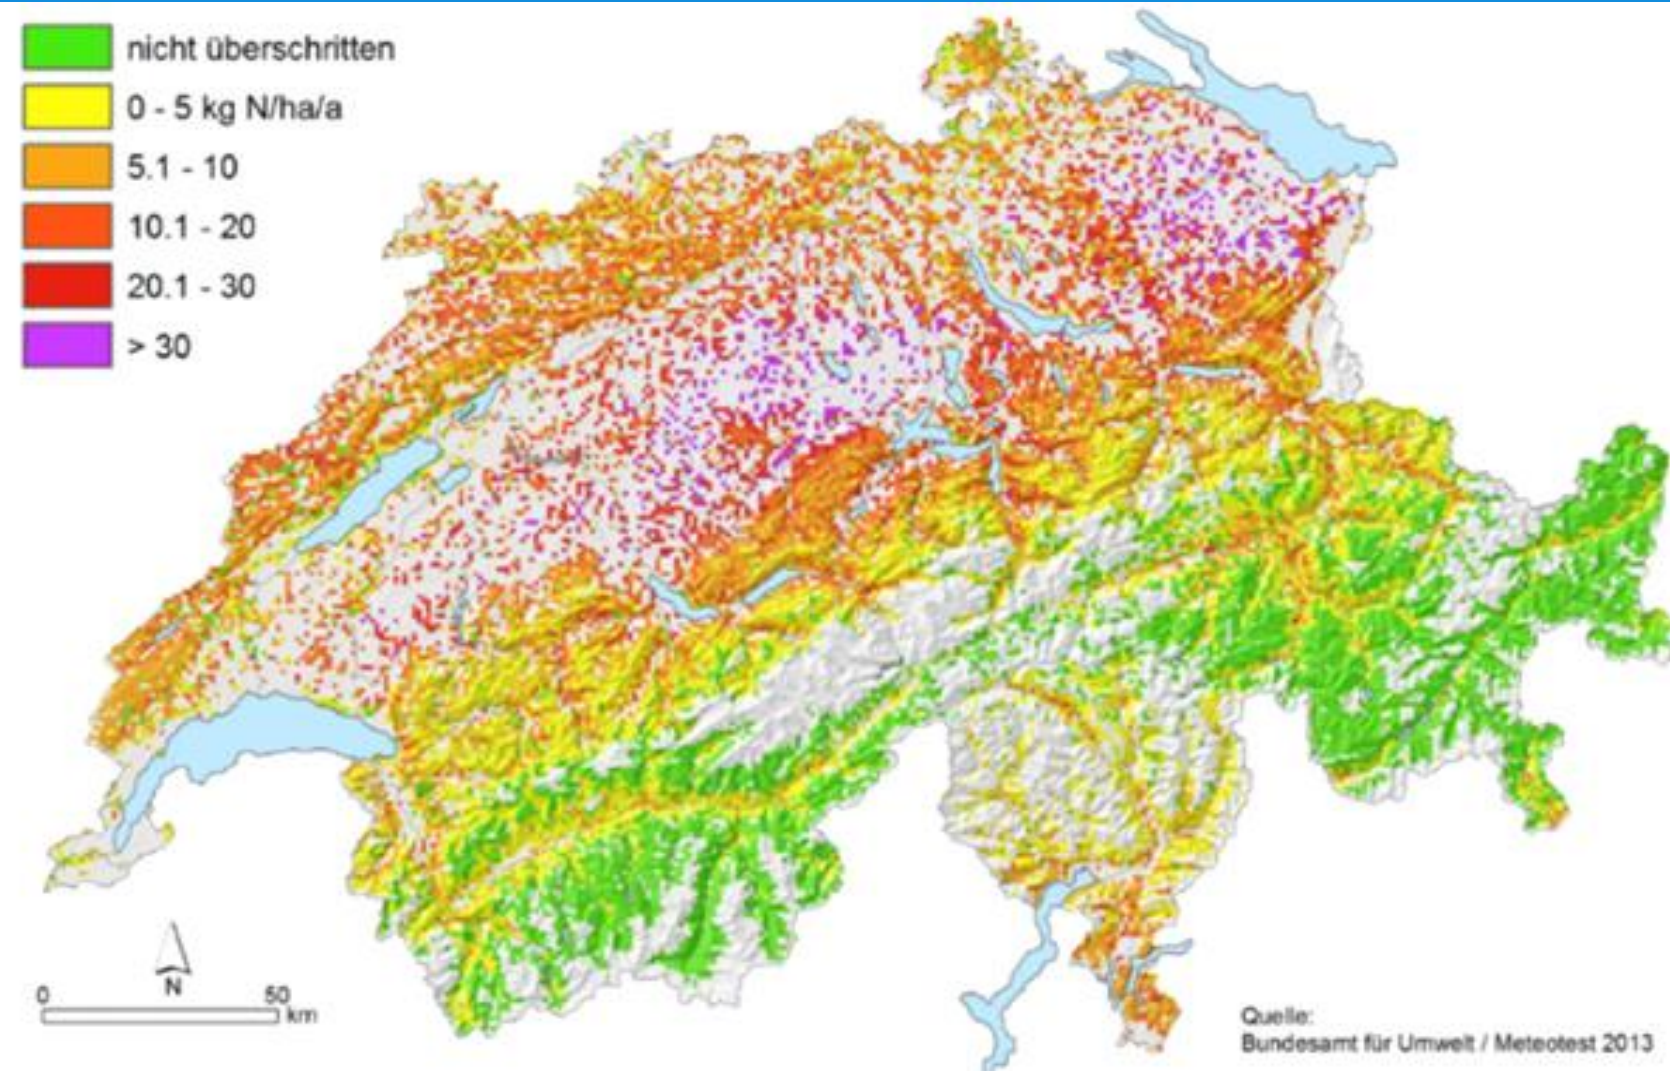 nicht überschritten
0 - 5 kg N/ha/a
5.1 - 10
10.1 - 20
20.1 - 30
> 30
N
0 50
km
Quelle:
Bundesamt für Umwelt / Meteotest 2013